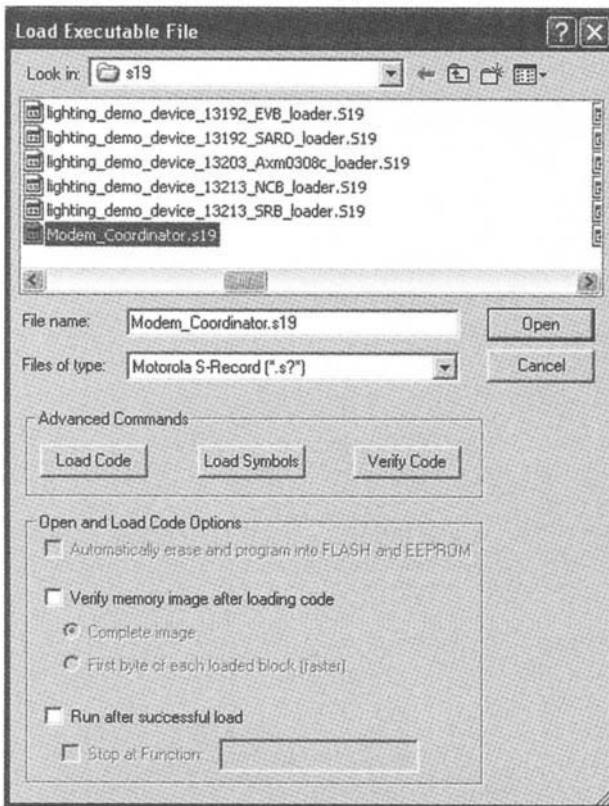 Load Executable File
Look in: s19
lighting_demo_device_13192_EVB_loader.S19
lighting_demo_device_13192_SARD_loader.S19
lighting_demo_device_13203_Axm0308c_loader.S19
lighting_demo_device_13213_NCB_loader.S19
lighting_demo_device_13213_SRB_loader.S19
Modem_Coordinator.s19
File name: Modem_Coordinator.s19 Open
Files of type: Motorola S-Record (*.s?") Cancel
Advanced Commands
Load Code Load Symbols Verify Code
Open and Load Code Options
Automatically erase and program into FLASH and EEPROM
Verify memory image after loading code
Complete image
First byte of each loaded block (faster)
Run after successful load
Stop at Function: